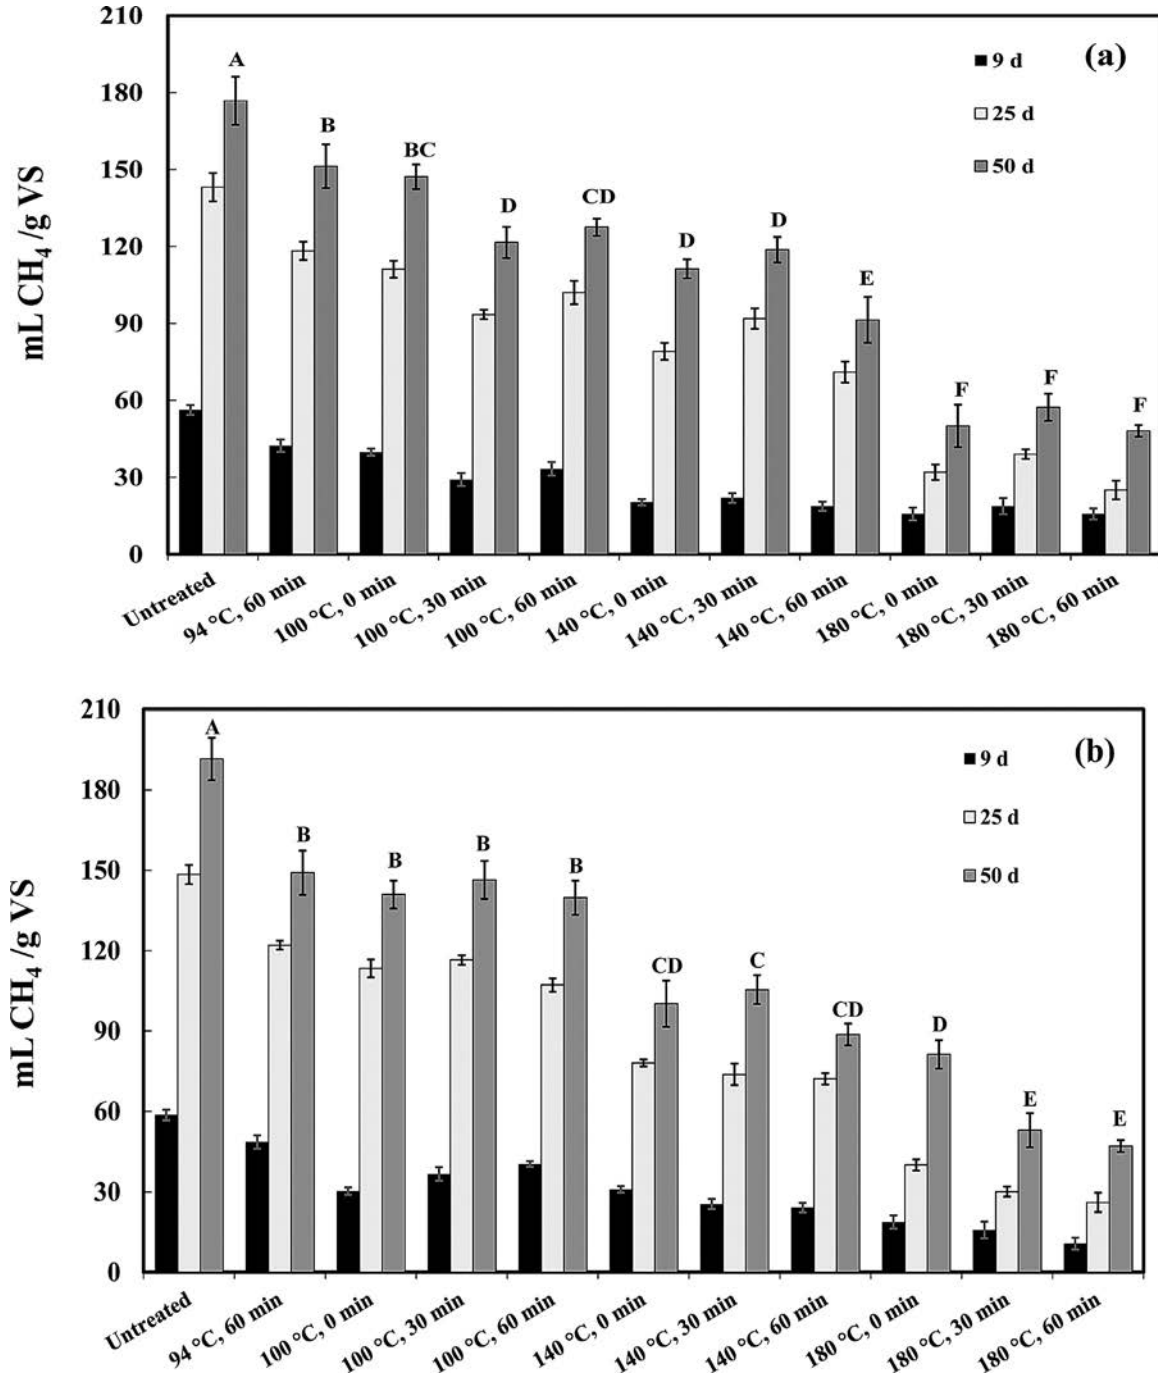 210
180
150
120
90
60
30
0
mL CH₄ /g VS
(a)
9 d
25 d
50 d
A
B
BC
D
CD
D
D
E
F
F
F
Untreated
94 °C, 60 min
100 °C, 0 min
100 °C, 30 min
100 °C, 60 min
140 °C, 0 min
140 °C, 30 min
140 °C, 60 min
180 °C, 0 min
180 °C, 30 min
180 °C, 60 min
210
180
150
120
90
60
30
0
mL CH₄ /g VS
(b)
9 d
25 d
50 d
A
B
B
B
B
CD
C
CD
D
E
E
Untreated
94 °C, 60 min
100 °C, 0 min
100 °C, 30 min
100 °C, 60 min
140 °C, 0 min
140 °C, 30 min
140 °C, 60 min
180 °C, 0 min
180 °C, 30 min
180 °C, 60 min